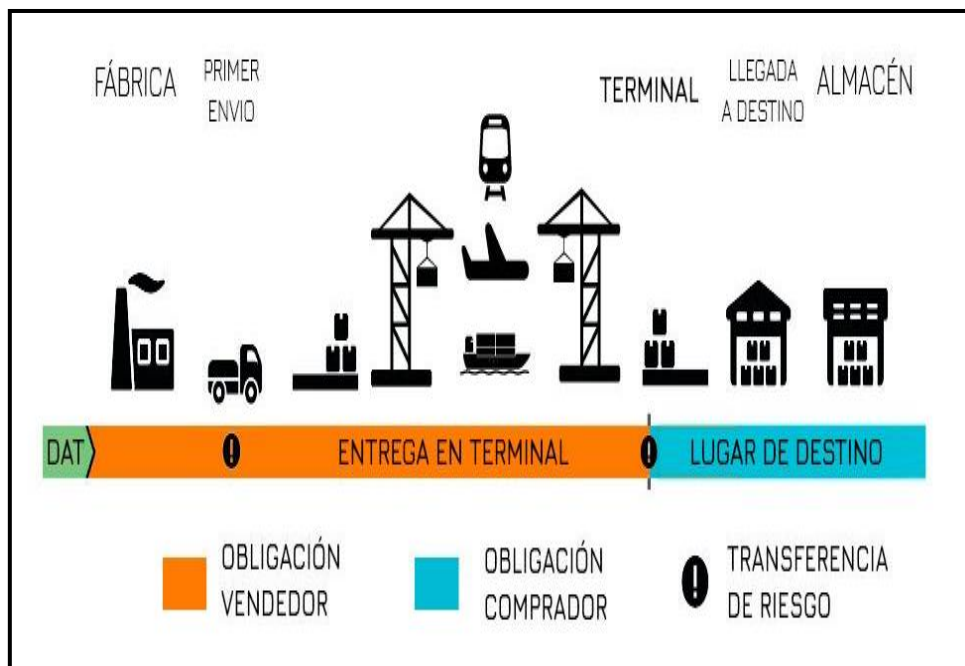 FÁBRICA
PRIMER
ENVIO
TERMINAL
LLEGADA
A DESTINO
ALMACÉN
DAT
!
ENTREGA EN TERMINAL
!
LUGAR DE DESTINO
OBLIGACIÓN
VENDEDOR
OBLIGACIÓN
COMPRADOR
!
TRANSFERENCIA
DE RIESGO